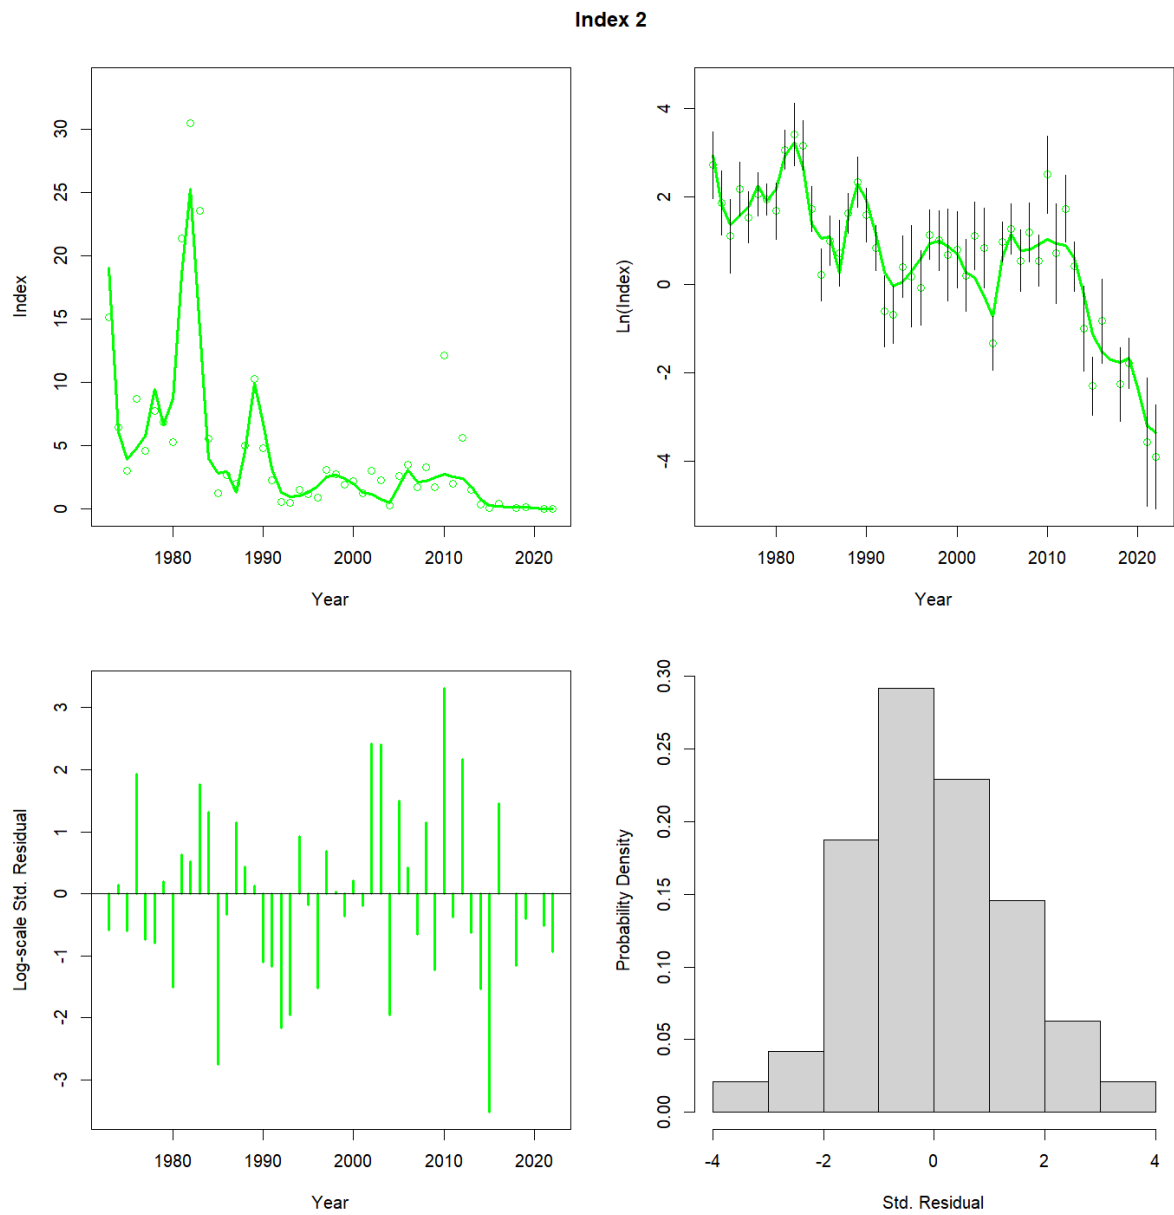 Index 2
Index
30
25
20
15
10
5
0
1980 1990 2000 2010 2020
Year
Ln(Index)
4
2
0
-2
-4
1980 1990 2000 2010 2020
Year
Log-scale Std. Residual
3
2
1
0
-1
-2
-3
1980 1990 2000 2010 2020
Year
Probability Density
0.30
0.25
0.20
0.15
0.10
0.05
0.00
-4 -2 0 2 4
Std. Residual